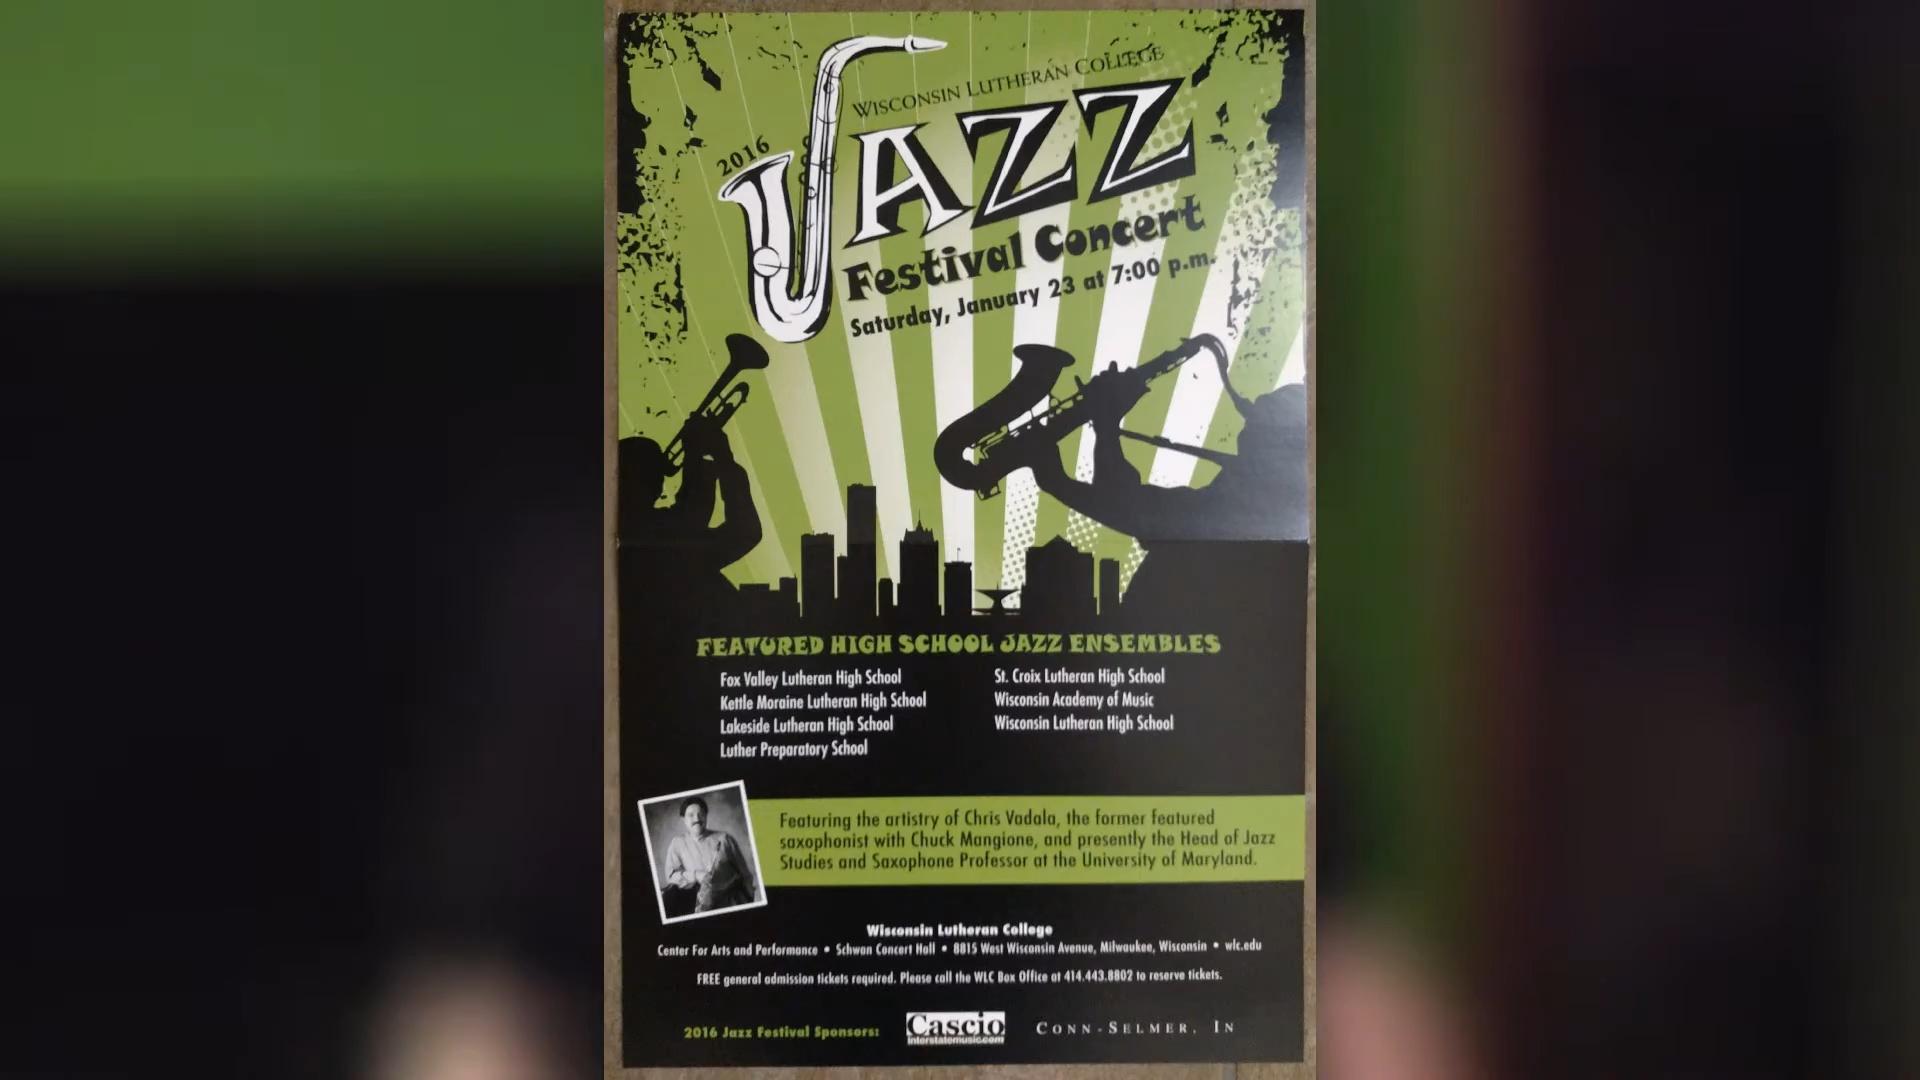 WISCONSIN LUTHERAN COLLEGE
2016
JAZZ
Festival Concert
Saturday, January 23 at 7:00 p.m.
FEATURED HIGH SCHOOL JAZZ ENSEMBLES
Fox Valley Lutheran High School
Kettle Moraine Lutheran High School
Lakeside Lutheran High School
Luther Preparatory School
St. Croix Lutheran High School
Wisconsin Academy of Music
Wisconsin Lutheran High School
Featuring the artistry of Chris Vadala, the former featured
saxophonist with Chuck Mangione, and presently the Head of Jazz
Studies and Saxophone Professor at the University of Maryland.
Wisconsin Lutheran College
Center For Arts and Performance • Schwan Concert Hall • 8815 West Wisconsin Avenue, Milwaukee, Wisconsin • wlc.edu
FREE general admission tickets required. Please call the WLC Box Office at 414.443.8802 to reserve tickets.
2016 Jazz Festival Sponsors:
Cascio
interstatemusic.com
CONN-SELMER, IN